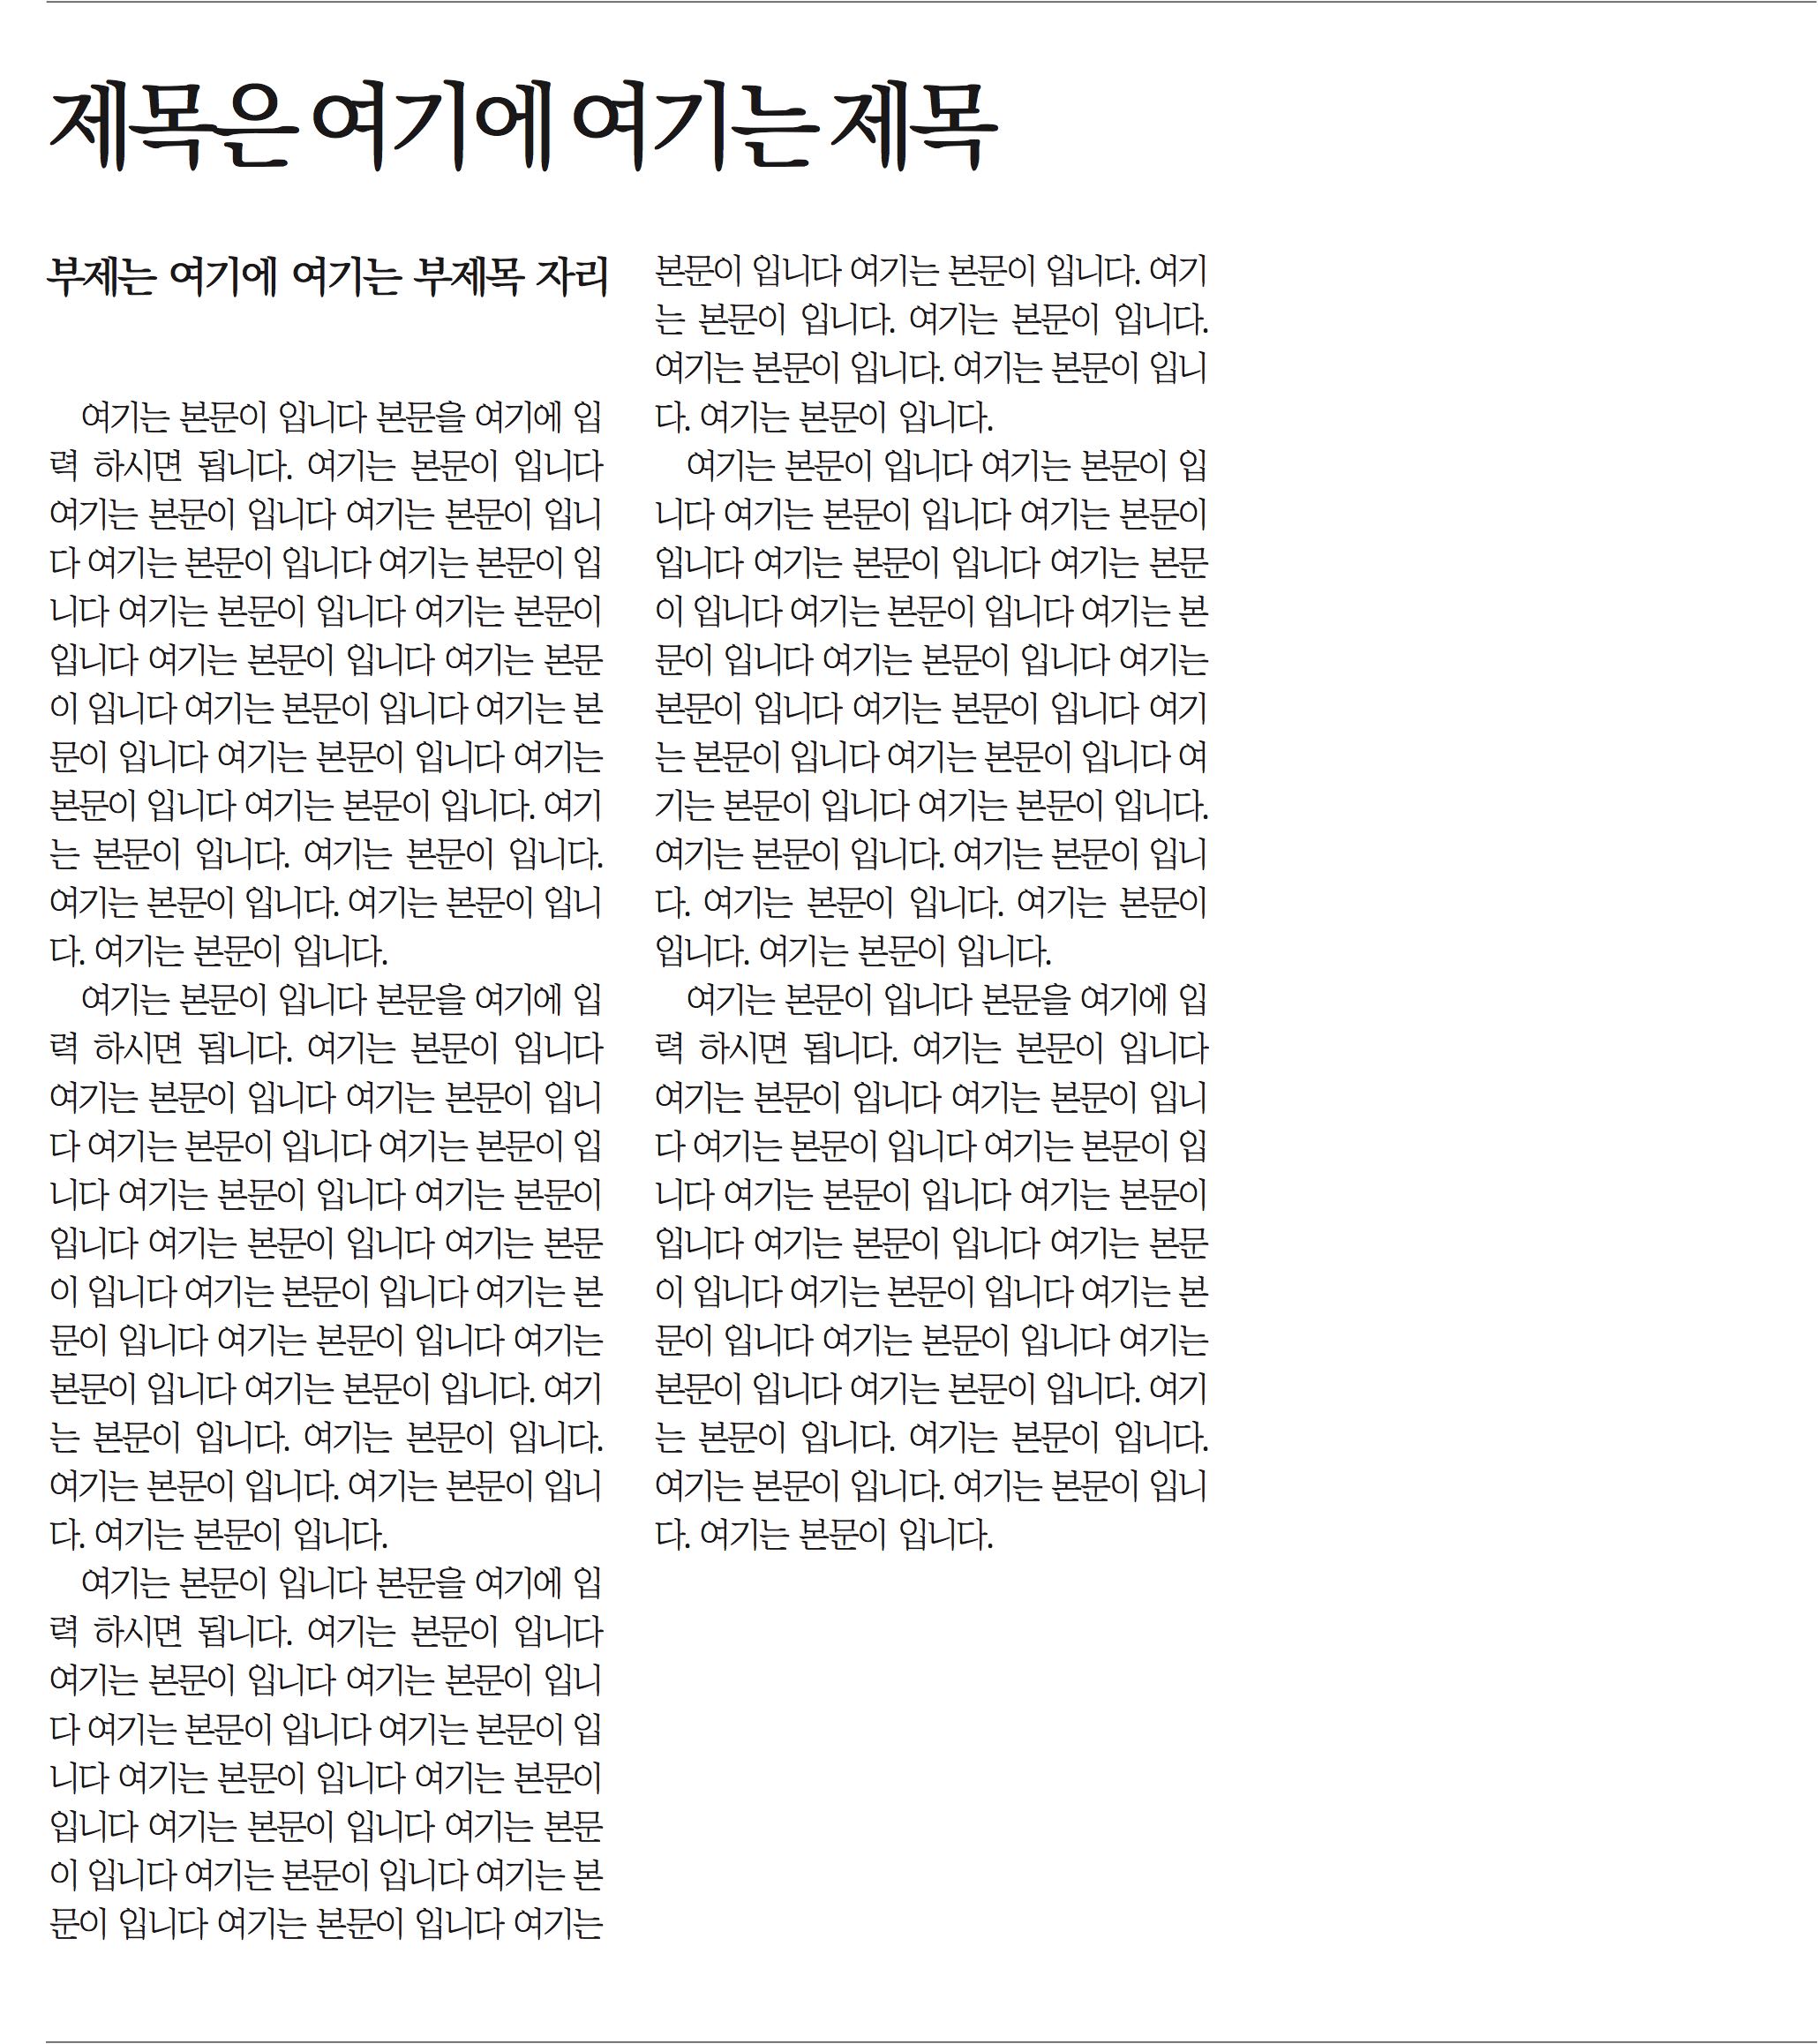 제목은 여기에 여기는 제목
부제는 여기에 여기는 부제목 자리
여기는 본문이 입니다 본문을 여기에 입
력 하시면 됩니다. 여기는 본문이 입니다
여기는 본문이 입니다 여기는 본문이 입니
다 여기는 본문이 입니다 여기는 본문이 입
니다 여기는 본문이 입니다 여기는 본문이
입니다 여기는 본문이 입니다 여기는 본문
이 입니다 여기는 본문이 입니다 여기는 본
문이 입니다 여기는 본문이 입니다 여기는
본문이 입니다 여기는 본문이 입니다. 여기
는 본문이 입니다. 여기는 본문이 입니다.
여기는 본문이 입니다. 여기는 본문이 입니
다. 여기는 본문이 입니다.
여기는 본문이 입니다 본문을 여기에 입
력 하시면 됩니다. 여기는 본문이 입니다
여기는 본문이 입니다 여기는 본문이 입니
다 여기는 본문이 입니다 여기는 본문이 입
니다 여기는 본문이 입니다 여기는 본문이
입니다 여기는 본문이 입니다 여기는 본문
이 입니다 여기는 본문이 입니다 여기는 본
문이 입니다 여기는 본문이 입니다 여기는
본문이 입니다 여기는 본문이 입니다. 여기
는 본문이 입니다. 여기는 본문이 입니다.
여기는 본문이 입니다. 여기는 본문이 입니
다. 여기는 본문이 입니다.
여기는 본문이 입니다 본문을 여기에 입
력 하시면 됩니다. 여기는 본문이 입니다
여기는 본문이 입니다 여기는 본문이 입니
다 여기는 본문이 입니다 여기는 본문이 입
니다 여기는 본문이 입니다 여기는 본문이
입니다 여기는 본문이 입니다 여기는 본문
이 입니다 여기는 본문이 입니다 여기는 본
문이 입니다 여기는 본문이 입니다 여기는
본문이 입니다 여기는 본문이 입니다. 여기
는 본문이 입니다. 여기는 본문이 입니다.
여기는 본문이 입니다. 여기는 본문이 입니
다. 여기는 본문이 입니다.
여기는 본문이 입니다 여기는 본문이 입
니다 여기는 본문이 입니다 여기는 본문이
입니다 여기는 본문이 입니다 여기는 본문
이 입니다 여기는 본문이 입니다 여기는 본
문이 입니다 여기는 본문이 입니다 여기는
본문이 입니다 여기는 본문이 입니다 여기
는 본문이 입니다 여기는 본문이 입니다 여
기는 본문이 입니다 여기는 본문이 입니다.
여기는 본문이 입니다. 여기는 본문이 입니
다. 여기는 본문이 입니다. 여기는 본문이
입니다. 여기는 본문이 입니다.
여기는 본문이 입니다 본문을 여기에 입
력 하시면 됩니다. 여기는 본문이 입니다
여기는 본문이 입니다 여기는 본문이 입니
다 여기는 본문이 입니다 여기는 본문이 입
니다 여기는 본문이 입니다 여기는 본문이
입니다 여기는 본문이 입니다 여기는 본문
이 입니다 여기는 본문이 입니다 여기는 본
문이 입니다 여기는 본문이 입니다 여기는
본문이 입니다 여기는 본문이 입니다. 여기
는 본문이 입니다. 여기는 본문이 입니다.
여기는 본문이 입니다. 여기는 본문이 입니
다. 여기는 본문이 입니다.